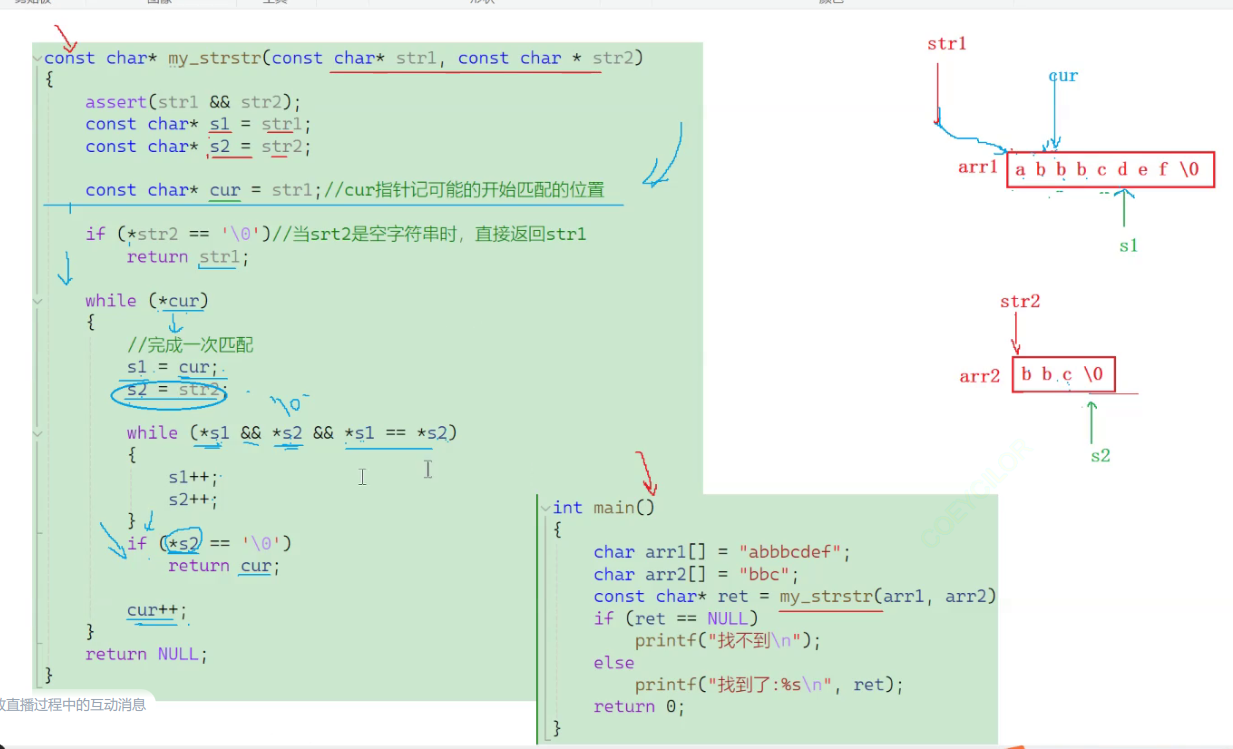 const char* my_strstr(const char* str1, const char * str2)
{
assert(str1 && str2);
const char* s1 = str1;
const char* s2 = str2;
const char* cur = str1;//cur指针记可能的开始匹配的位置
if (*str2 == '\0')//当srt2是空字符串时，直接返回str1
return str1;
while (*cur)
{
//完成一次匹配
s1 = cur;
s2 = str2;
\0
while (*s1 && *s2 && *s1 == *s2)
{
s1++;
s2++;
}
if (*s2 == '\0')
return cur;
cur++;
}
return NULL;
}
str1
cur
arr1 a b b b c d e f \0
s1
str2
arr2 b b c \0
s2
int main()
{
char arr1[] = "abbbcdef";
char arr2[] = "bbc";
const char* ret = my_strstr(arr1, arr2)
if (ret == NULL)
printf("找不到\n");
else
printf("找到了:%s\n", ret);
return 0;
}
直播过程中的互动消息